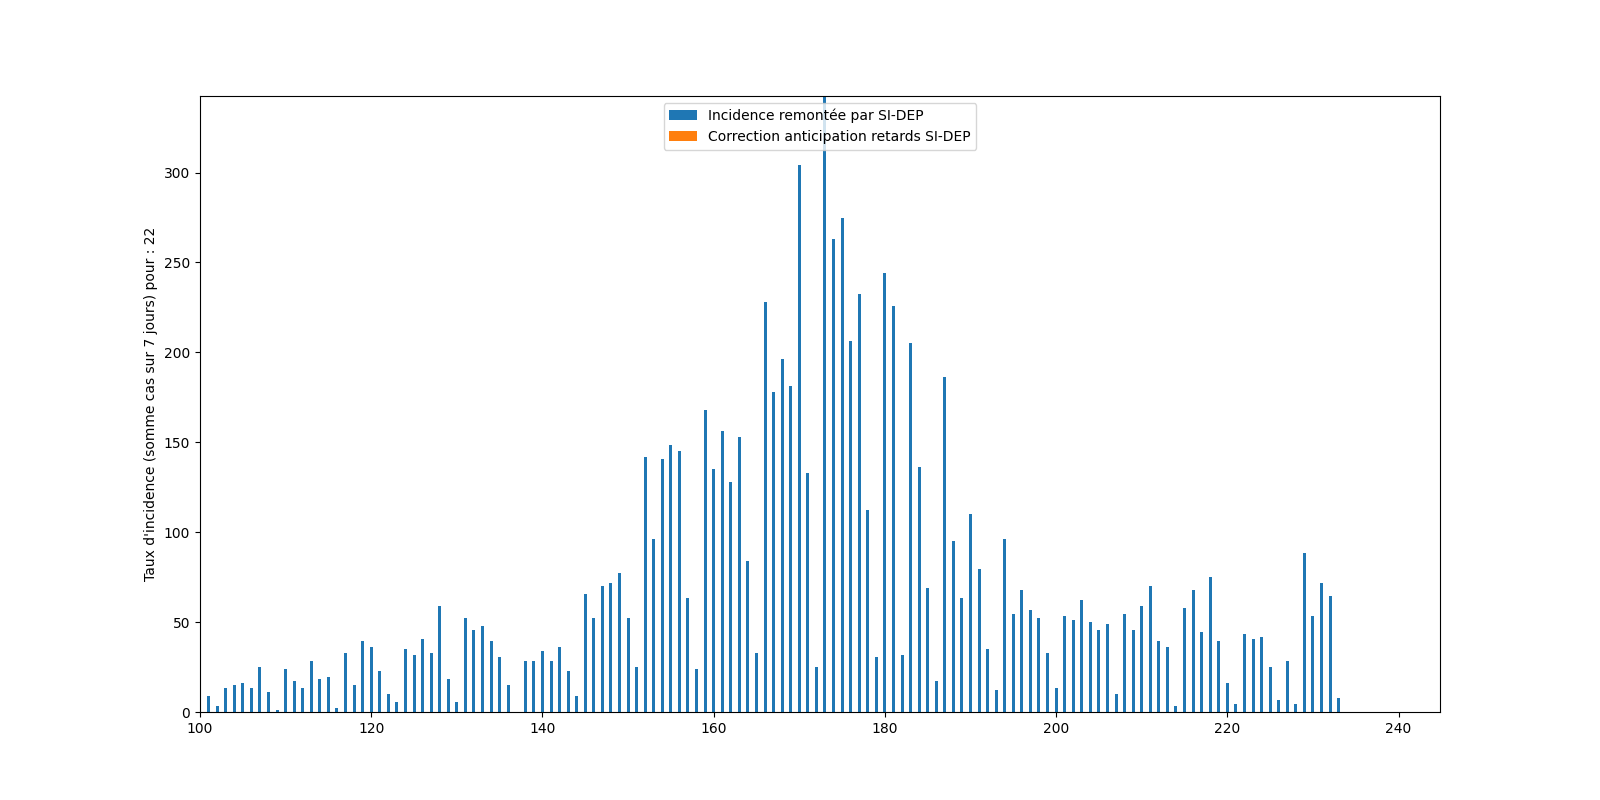 Incidence remontée par SI-DEP
Correction anticipation retards SI-DEP
Taux d'incidence (somme cas sur 7 jours) pour : 22
300
250
200
150
100
50
0
100 120 140 160 180 200 220 240